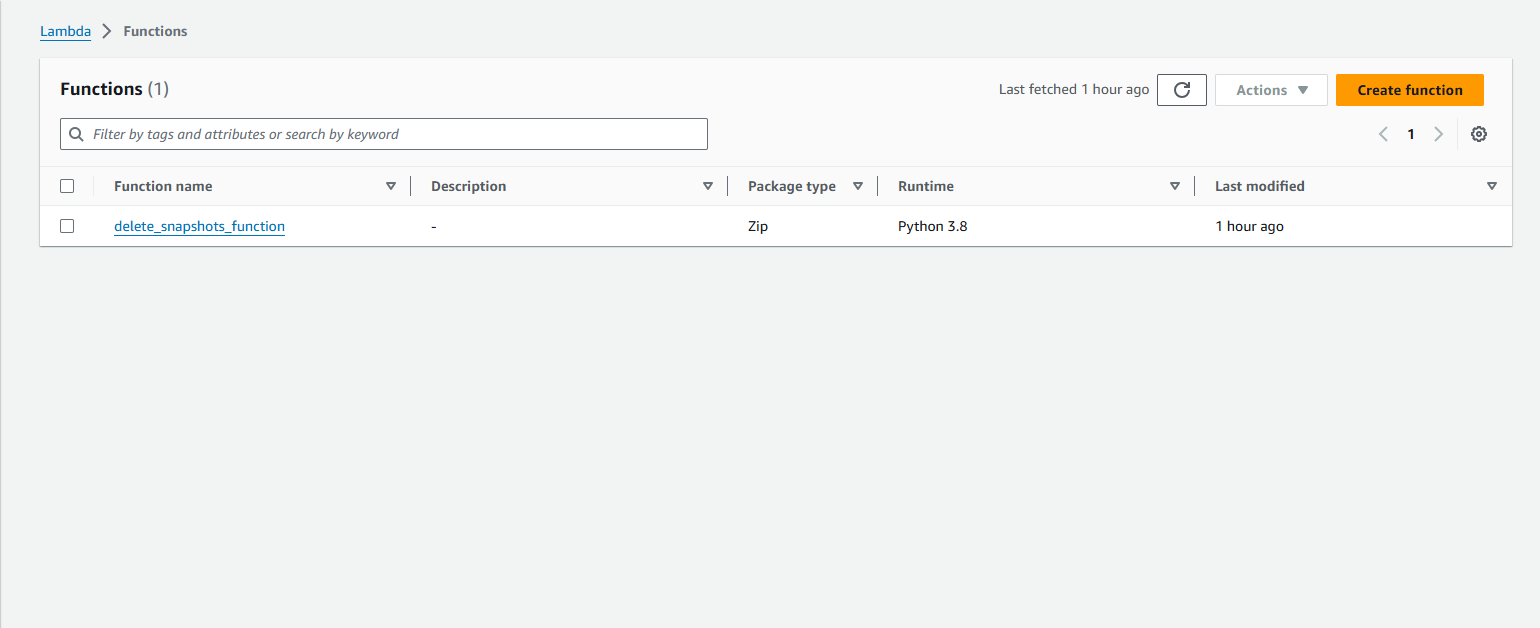 Lambda > Functions
Functions (1)
Last fetched 1 hour ago Actions Create function
Filter by tags and attributes or search by keyword
1
Function name Description Package type Runtime Last modified
delete_snapshots_function - Zip Python 3.8 1 hour ago